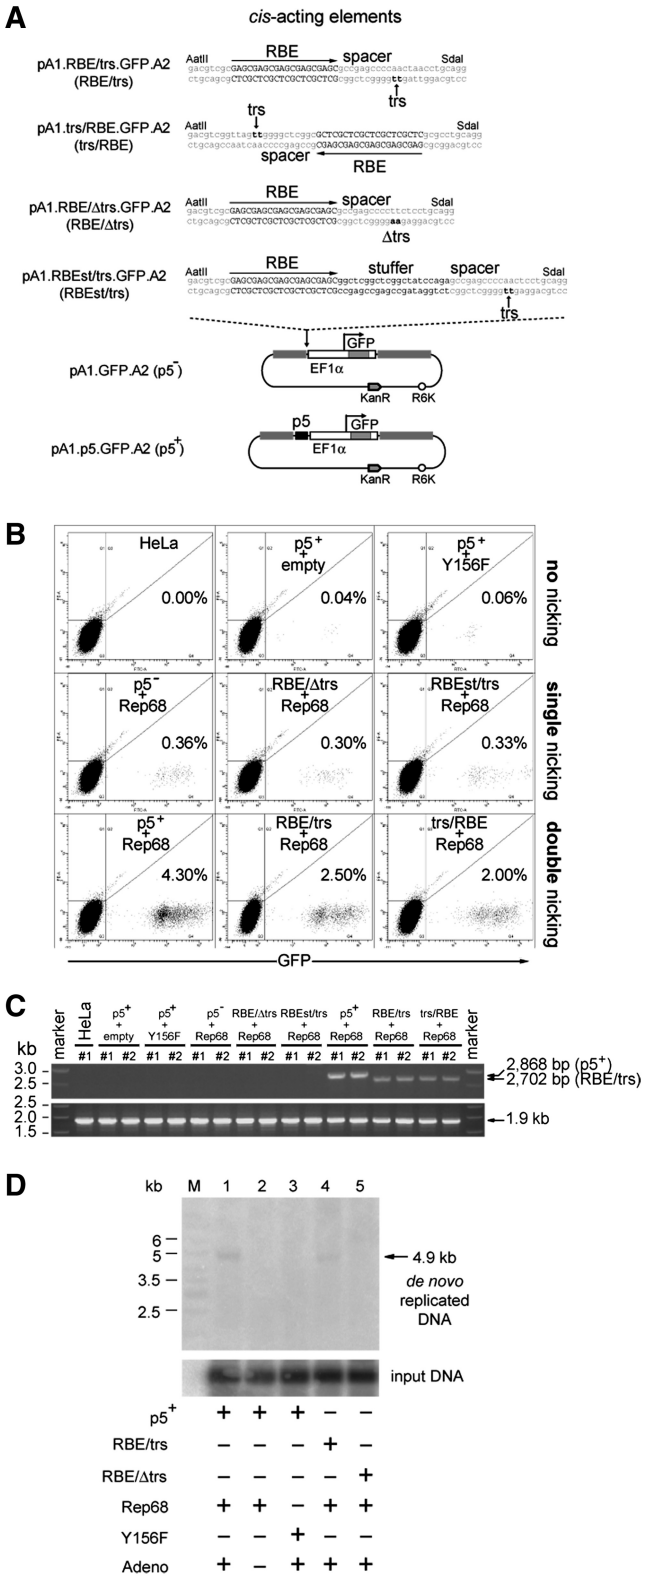 A
cis-acting elements
pA1.RBE/trs.GFP.A2
(RBE/trs)
AatII RBE spacer SdaI
gacgtcgcGAGCGAGCGAGCGAGCGAGCgccgagccccaactaacctgcagg
ctgcagcgCTCGCTCGCTCGCTCGCTCGcggctcggggttgattggacgtcc
trs
trs
pA1.trs/RBE.GFP.A2
(trs/RBE)
AatII SdaI
gacgtcggttagttggggctcggcGCTCGCTCGCTCGCTCGCTCgcgcctgcagg
ctgcagccaatcaaccccgagccgCGAGCGAGCGAGCGAGCGAGcgcggacgtcc
spacer RBE
pA1.RBE/Δtrs.GFP.A2
(RBE/Δtrs)
AatII RBE spacer SdaI
gacgtcgcGAGCGAGCGAGCGAGCGAGCgccgagccccttctcctgcagg
ctgcagcgCTCGCTCGCTCGCTCGCTCGcggctcggggaagaggacgtcc
Δtrs
pA1.RBEst/trs.GFP.A2
(RBEst/trs)
AatII RBE stuffer spacer SdaI
gacgtcgcGAGCGAGCGAGCGAGCGAGCggctcggctcggctatccagagccgagccccaactcctgcagg
ctgcagcgCTCGCTCGCTCGCTCGCTCGccgagccgagccgataggtctcggctcggggttgaggacgtcc
trs
pA1.GFP.A2 (p5-)
GFP
EF1α
KanR R6K
pA1.p5.GFP.A2 (p5+)
p5 GFP
EF1α
KanR R6K
B
HeLa
0.00%
p5+
+
empty
0.04%
p5+
+
Y156F
0.06%
no nicking
p5-
+
Rep68
0.36%
RBE/Δtrs
+
Rep68
0.30%
RBEst/trs
+
Rep68
0.33%
single nicking
p5+
+
Rep68
4.30%
RBE/trs
+
Rep68
2.50%
trs/RBE
+
Rep68
2.00%
double nicking
GFP
C
marker HeLa p5+ p5+ p5- RBE/Δtrs RBEst/trs p5+ RBE/trs trs/RBE marker
+ + + + + + + +
empty Y156F Rep68 Rep68 Rep68 Rep68 Rep68 Rep68
kb #1 #1 #2 #1 #2 #1 #2 #1 #2 #1 #2 #1 #2 #1 #2 #1 #2
3.0
2.5
2,868 bp (p5+)
2,702 bp (RBE/trs)
2.5
2.0
1.5
1.9 kb
D
kb M 1 2 3 4 5
6
5
3.5
2.5
4.9 kb
de novo
replicated
DNA
input DNA
p5+ + + + – –
RBE/trs – – – + –
RBE/Δtrs – – – – +
Rep68 + + – + +
Y156F – – + – –
Adeno + – + + +